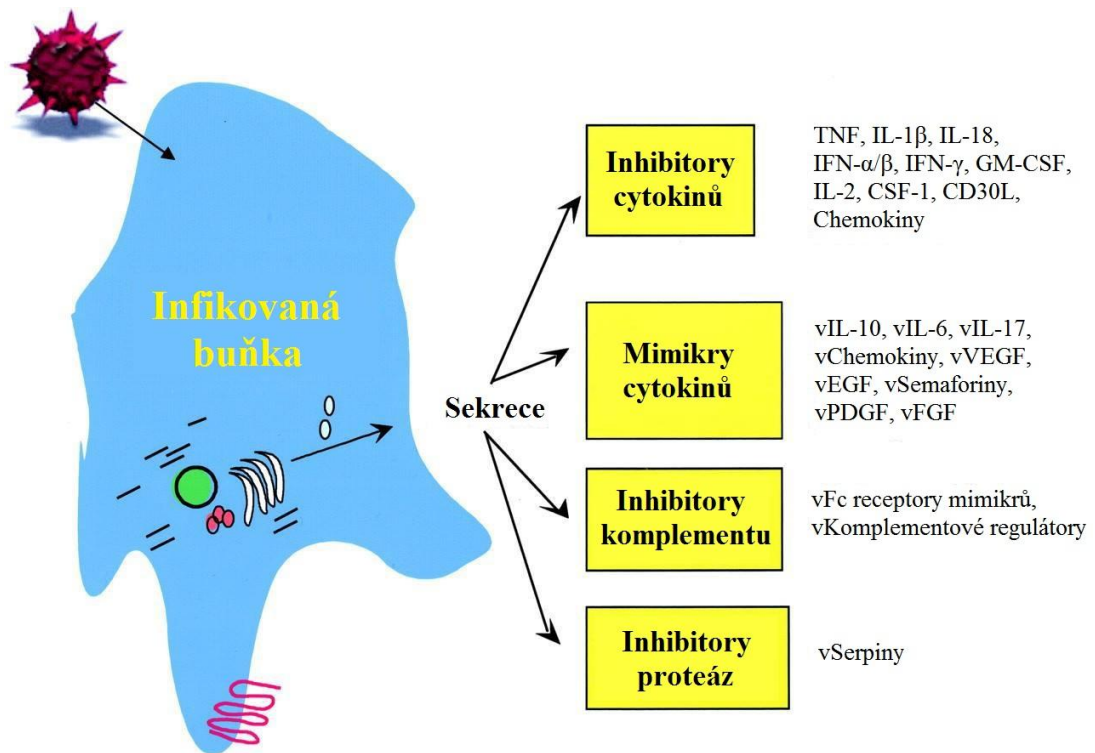 Infikovaná
buňka
Sekrece
Inhibitory
cytokinů
TNF, IL-1β, IL-18,
IFN-α/β, IFN-γ, GM-CSF,
IL-2, CSF-1, CD30L,
Chemokiny
Mimikry
cytokinů
vIL-10, vIL-6, vIL-17,
vChemokiny, vVEGF,
vEGF, vSemaforiny,
vPDGF, vFGF
Inhibitory
komplementu
vFc receptory mimikrů,
vKomplementové regulátory
Inhibitory
proteáz
vSerpiny